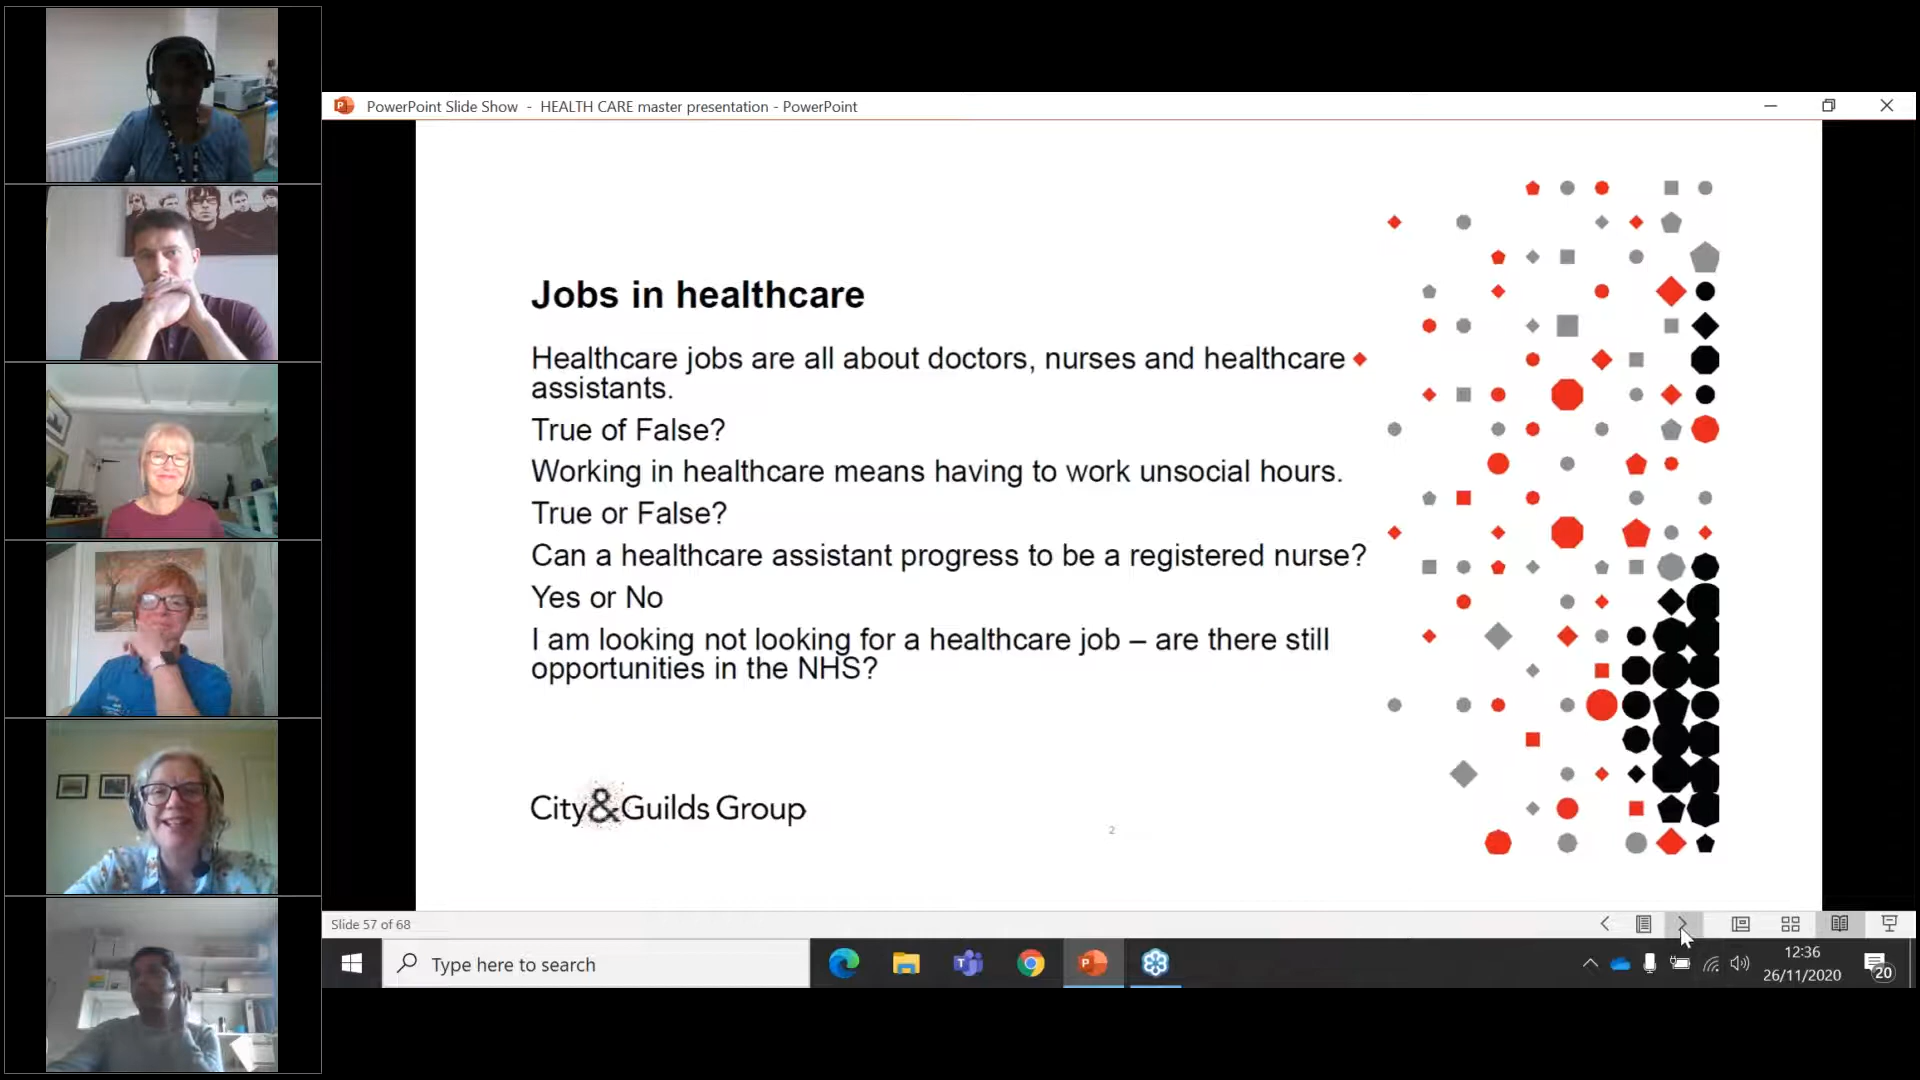 PowerPoint Slide Show - HEALTH CARE master presentation - PowerPoint
Jobs in healthcare
Healthcare jobs are all about doctors, nurses and healthcare
assistants.
True of False?
Working in healthcare means having to work unsocial hours.
True or False?
Can a healthcare assistant progress to be a registered nurse?
Yes or No
I am looking not looking for a healthcare job – are there still
opportunities in the NHS?
City&Guilds Group
2
Slide 57 of 68
Type here to search
12:36
26/11/2020
20